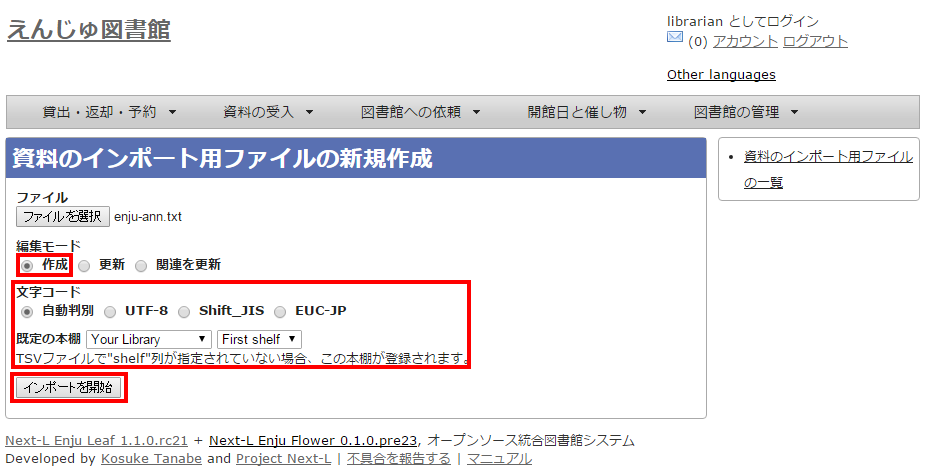 えんじゅ図書館
librarian としてログイン
(0) アカウント ログアウト
Other languages
貸出・返却・予約 ▼ 資料の受入 ▼ 図書館への依頼 ▼ 開館日と催し物 ▼ 図書館の管理 ▼
資料のインポート用ファイルの新規作成
ファイル
ファイルを選択 enju-ann.txt
編集モード
作成 更新 関連を更新
文字コード
自動判別 UTF-8 Shift_JIS EUC-JP
既定の本棚 Your Library ▼ First shelf ▼
TSVファイルで"shelf"列が指定されていない場合、この本棚が登録されます。
インポートを開始
• 資料のインポート用ファイル
の一覧
Next-L Enju Leaf 1.1.0.rc21 + Next-L Enju Flower 0.1.0.pre23, オープンソース統合図書館システム
Developed by Kosuke Tanabe and Project Next-L | 不具合を報告する | マニュアル